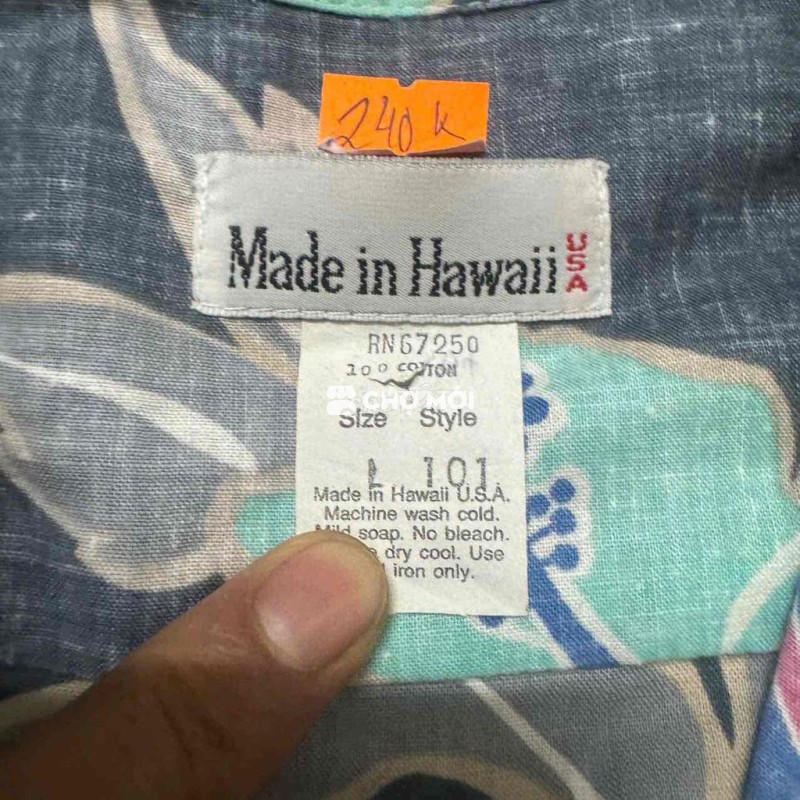 240 K
Made in Hawaii USA
RN67250
100 COTTON
CHỢ MỚI
Size Style
L 101
Made in Hawaii U.S.A.
Machine wash cold.
Mild soap. No bleach.
dry cool. Use
iron only.